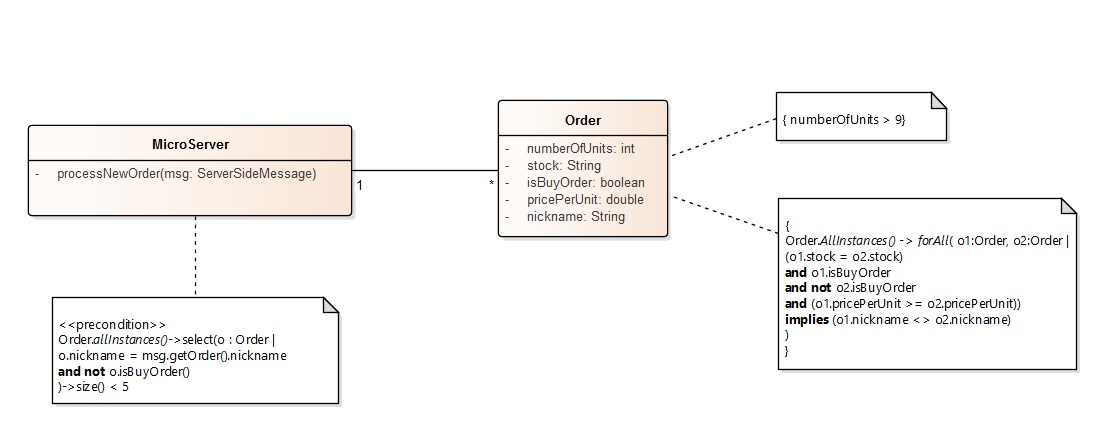 MicroServer
- processNewOrder(msg: ServerSideMessage)
1
*
Order
- numberOfUnits: int
- stock: String
- isBuyOrder: boolean
- pricePerUnit: double
- nickname: String
{ numberOfUnits > 9}
{
Order.AllInstances() -> forAll( o1:Order, o2:Order |
(o1.stock = o2.stock)
and o1.isBuyOrder
and not o2.isBuyOrder
and (o1.pricePerUnit >= o2.pricePerUnit))
implies (o1.nickname <> o2.nickname)
)
}
<<precondition>>
Order.allInstances()->select(o : Order |
o.nickname = msg.getOrder().nickname
and not o.isBuyOrder()
)->size() < 5